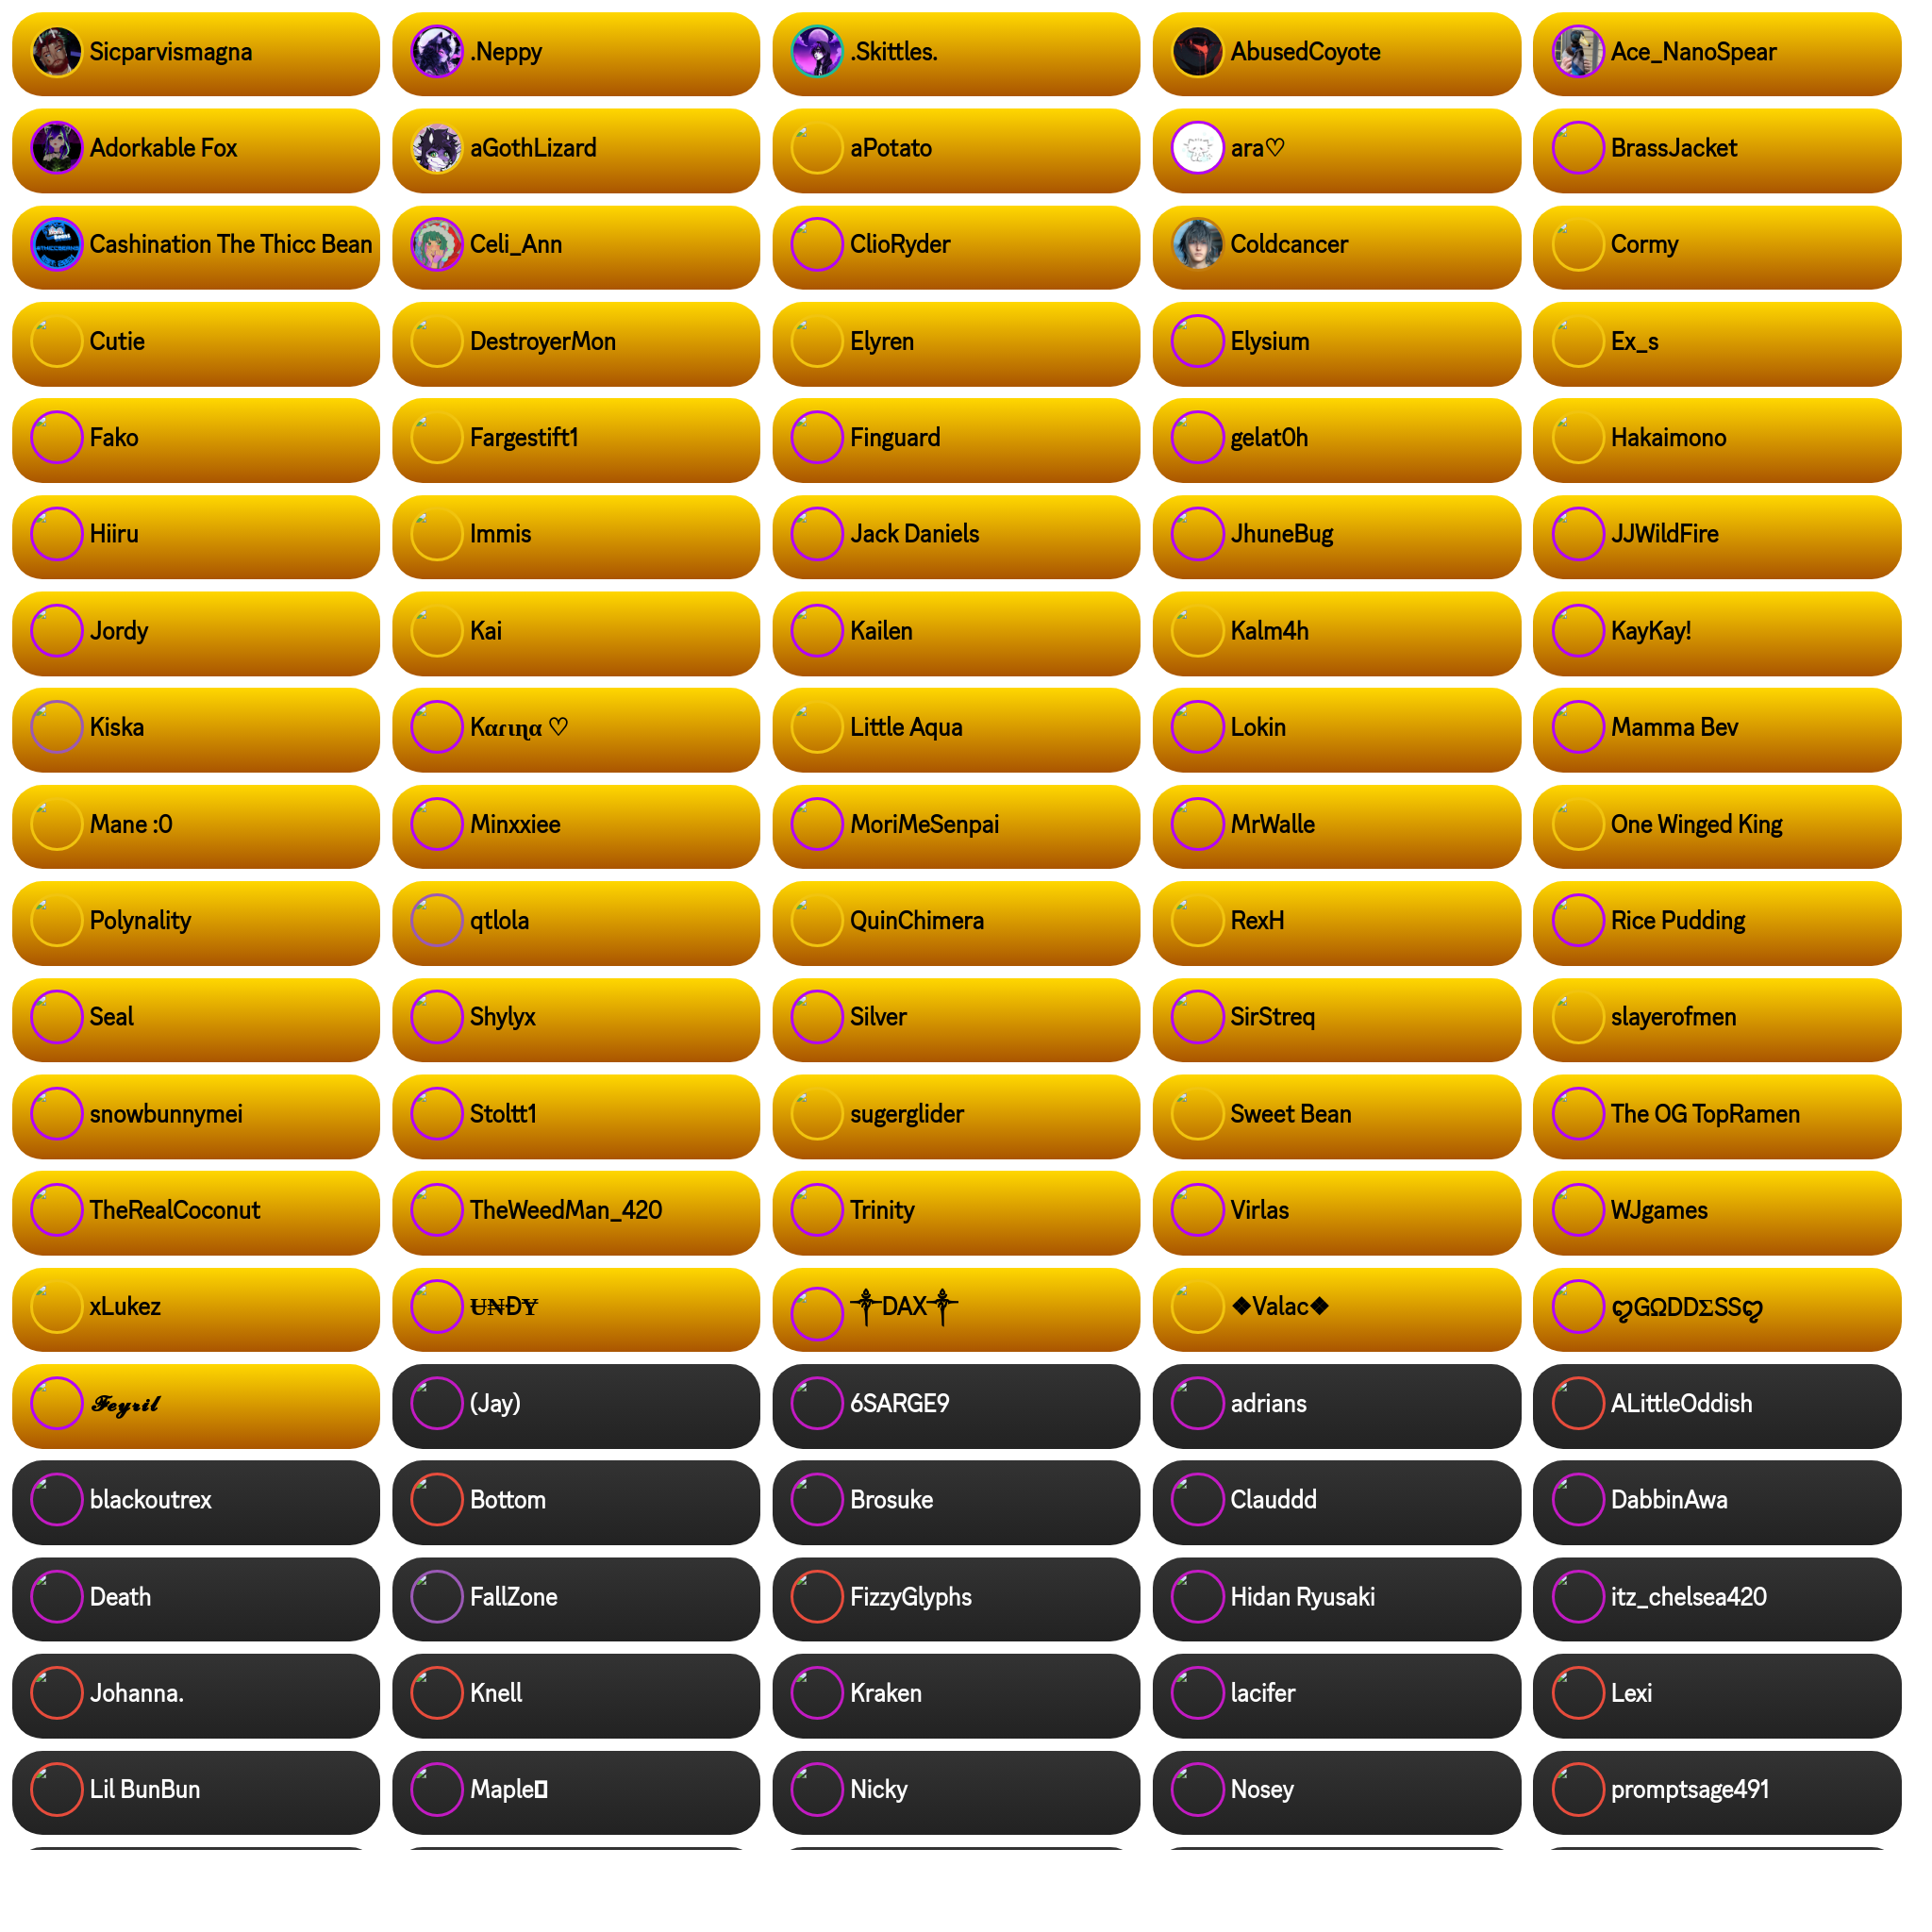 Sicparvismagna
.Neppy
.Skittles.
AbusedCoyote
Ace_NanoSpear
Adorkable Fox
aGothLizard
aPotato
ara♡
BrassJacket
Cashination The Thicc Bean
Celi_Ann
ClioRyder
Coldcancer
Cormy
Cutie
DestroyerMon
Elyren
Elysium
Ex_s
Fako
Fargestift1
Finguard
gelat0h
Hakaimono
Hiiru
Immis
Jack Daniels
JhuneBug
JJWildFire
Jordy
Kai
Kailen
Kalm4h
KayKay!
Kiska
Kαɾιɳα ♡
Little Aqua
Lokin
Mamma Bev
Mane :0
Minxxiee
MoriMeSenpai
MrWalle
One Winged King
Polynality
qtlola
QuinChimera
RexH
Rice Pudding
Seal
Shylyx
Silver
SirStreq
slayerofmen
snowbunnymei
Stoltt1
sugerglider
Sweet Bean
The OG TopRamen
TheRealCoconut
TheWeedMan_420
Trinity
Virlas
WJgames
xLukez
ɄN̶ĐɎ
༒DAX༒
❖Valac❖
ღGΩDDΣSSღ
𝓕𝓮𝔂𝓻𝓲𝓵
(Jay)
6SARGE9
adrians
ALittleOddish
blackoutrex
Bottom
Brosuke
Clauddd
DabbinAwa
Death
FallZone
FizzyGlyphs
Hidan Ryusaki
itz_chelsea420
Johanna.
Knell
Kraken
lacifer
Lexi
Lil BunBun
Maple
Nicky
Nosey
promptsage491